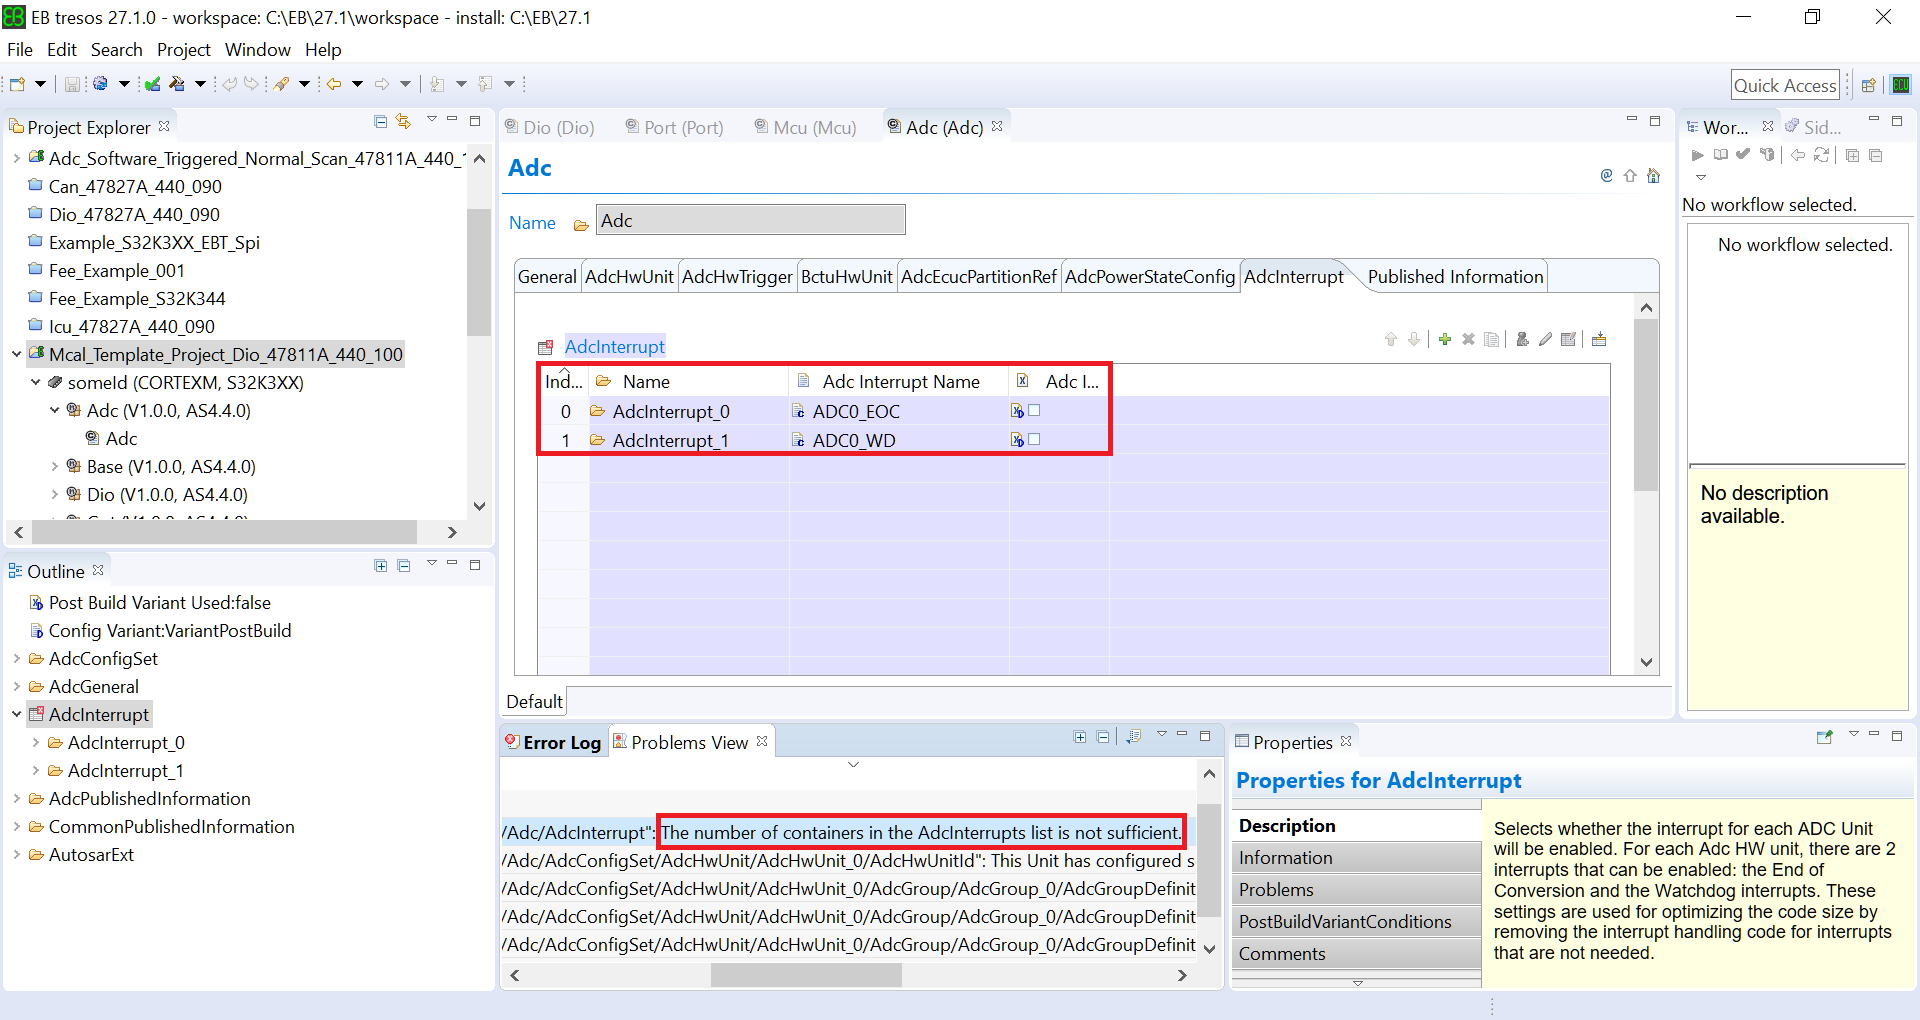 EB tresos 27.1.0 - workspace: C:\EB\27.1\workspace - install: C:\EB\27.1
File Edit Search Project Window Help
Quick Access
Project Explorer
Adc_Software_Triggered_Normal_Scan_47811A_440_
Can_47827A_440_090
Dio_47827A_440_090
Example_S32K3XX_EBT_Spi
Fee_Example_001
Fee_Example_S32K344
Icu_47827A_440_090
Mcal_Template_Project_Dio_47811A_440_100
someId (CORTEXM, S32K3XX)
Adc (V1.0.0, AS4.4.0)
Adc
Base (V1.0.0, AS4.4.0)
Dio (V1.0.0, AS4.4.0)
Outline
Post Build Variant Used:false
Config Variant:VariantPostBuild
AdcConfigSet
AdcGeneral
AdcInterrupt
AdcInterrupt_0
AdcInterrupt_1
AdcPublishedInformation
CommonPublishedInformation
AutosarExt
Dio (Dio) Port (Port) Mcu (Mcu) Adc (Adc)
Adc
Name Adc
General AdcHwUnit AdcHwTrigger BctuHwUnit AdcEcucPartitionRef AdcPowerStateConfig AdcInterrupt Published Information
AdcInterrupt
Ind... Name Adc Interrupt Name Adc I...
0 AdcInterrupt_0 ADC0_EOC
1 AdcInterrupt_1 ADC0_WD
Default
Error Log Problems View
/Adc/AdcInterrupt": The number of containers in the AdcInterrupts list is not sufficient.
/Adc/AdcConfigSet/AdcHwUnit/AdcHwUnit_0/AdcHwUnitId": This Unit has configured s
/Adc/AdcConfigSet/AdcHwUnit/AdcHwUnit_0/AdcGroup/AdcGroup_0/AdcGroupDefinit
/Adc/AdcConfigSet/AdcHwUnit/AdcHwUnit_0/AdcGroup/AdcGroup_0/AdcGroupDefinit
/Adc/AdcConfigSet/AdcHwUnit/AdcHwUnit_0/AdcGroup/AdcGroup_0/AdcGroupDefinit
Wor... Sid...
No workflow selected.
No workflow selected.
No description
available.
Properties
Properties for AdcInterrupt
Description
Information
Problems
PostBuildVariantConditions
Comments
Selects whether the interrupt for each ADC Unit
will be enabled. For each Adc HW unit, there are 2
interrupts that can be enabled: the End of
Conversion and the Watchdog interrupts. These
settings are used for optimizing the code size by
removing the interrupt handling code for interrupts
that are not needed.